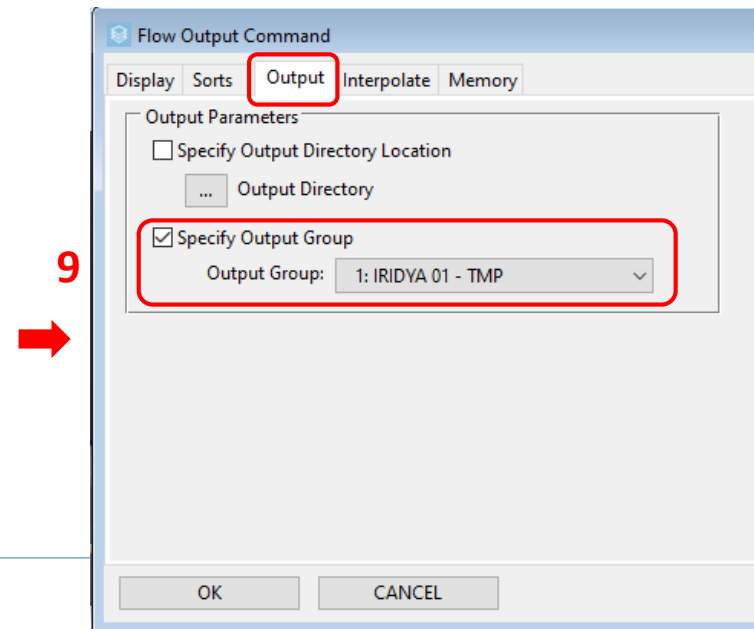 Flow Output Command
Display Sorts Output Interpolate Memory
Output Parameters
Specify Output Directory Location
... Output Directory
Specify Output Group
9
Output Group: 1: IRIDYA 01 - TMP
OK CANCEL